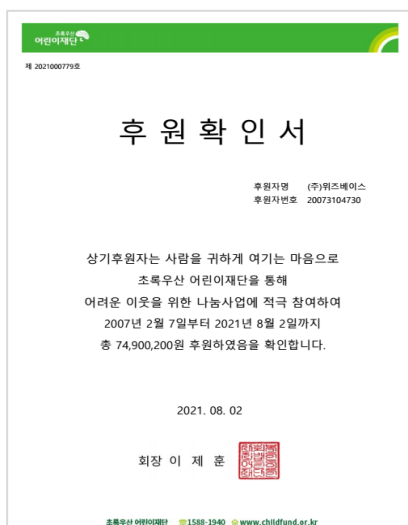 초록우산
어린이재단
제 2021000779호
후원확인서
후원자명 (주)위즈베이스
후원자번호 20073104730
상기후원자는 사람을 귀하게 여기는 마음으로
초록우산 어린이재단을 통해
어려운 이웃을 위한 나눔사업에 적극 참여하여
2007년 2월 7일부터 2021년 8월 2일까지
총 74,900,200원 후원하였음을 확인합니다.
2021. 08. 02
회장 이 제 훈
초록우산 어린이재단 ☎1588-1940 www.childfund.or.kr